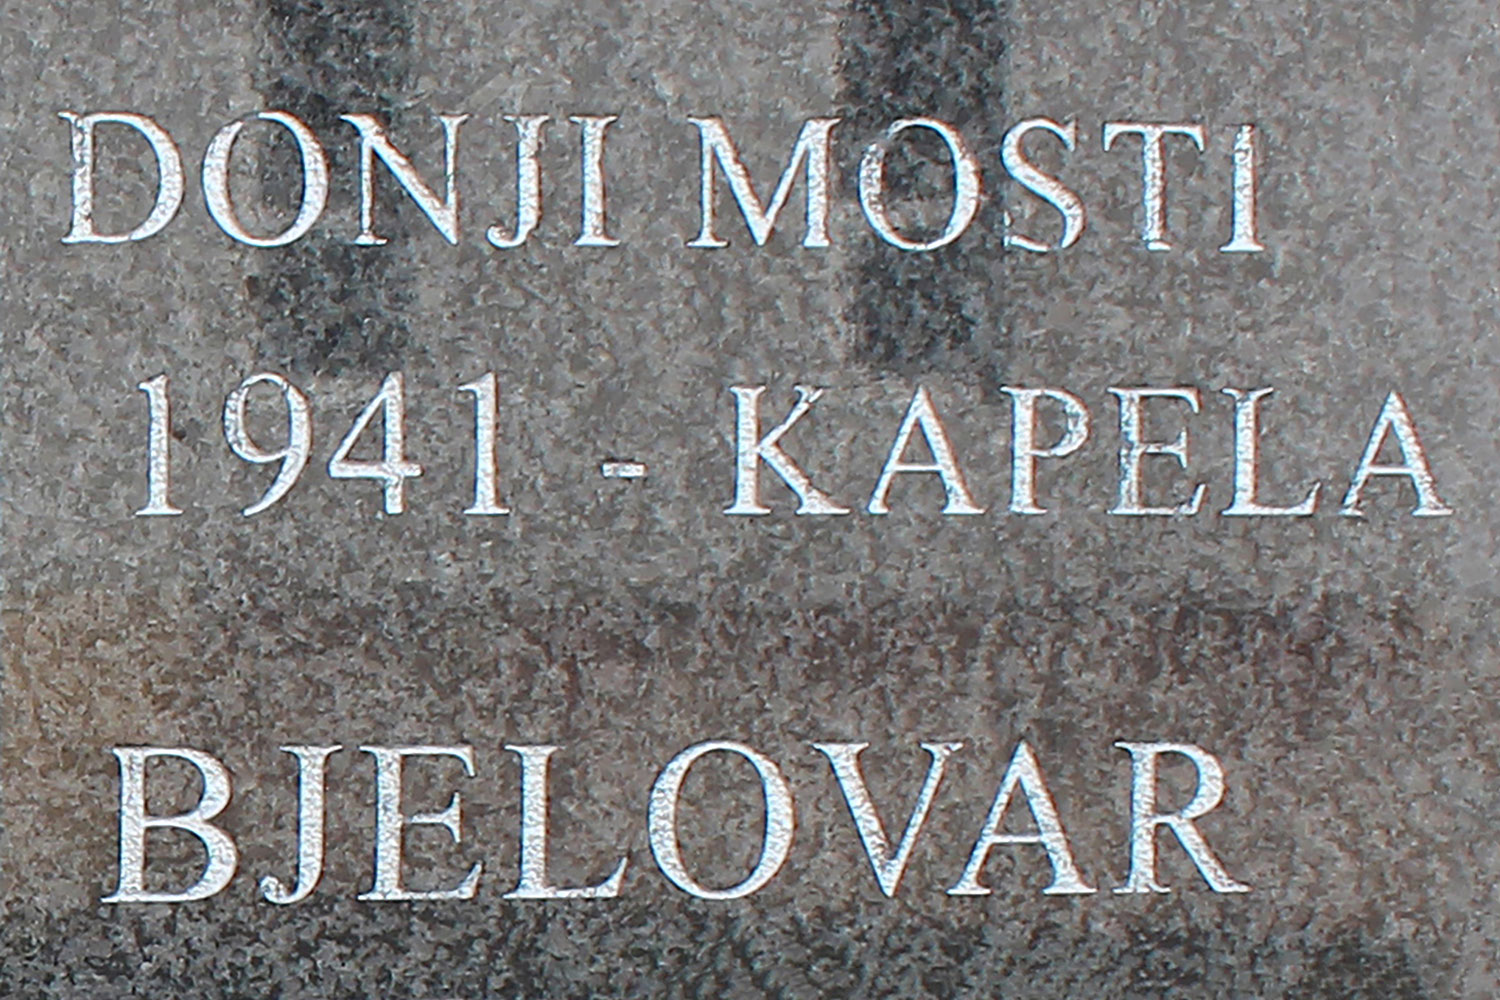 DONJI MOSTI
1941 - KAPELA
BJELOVAR